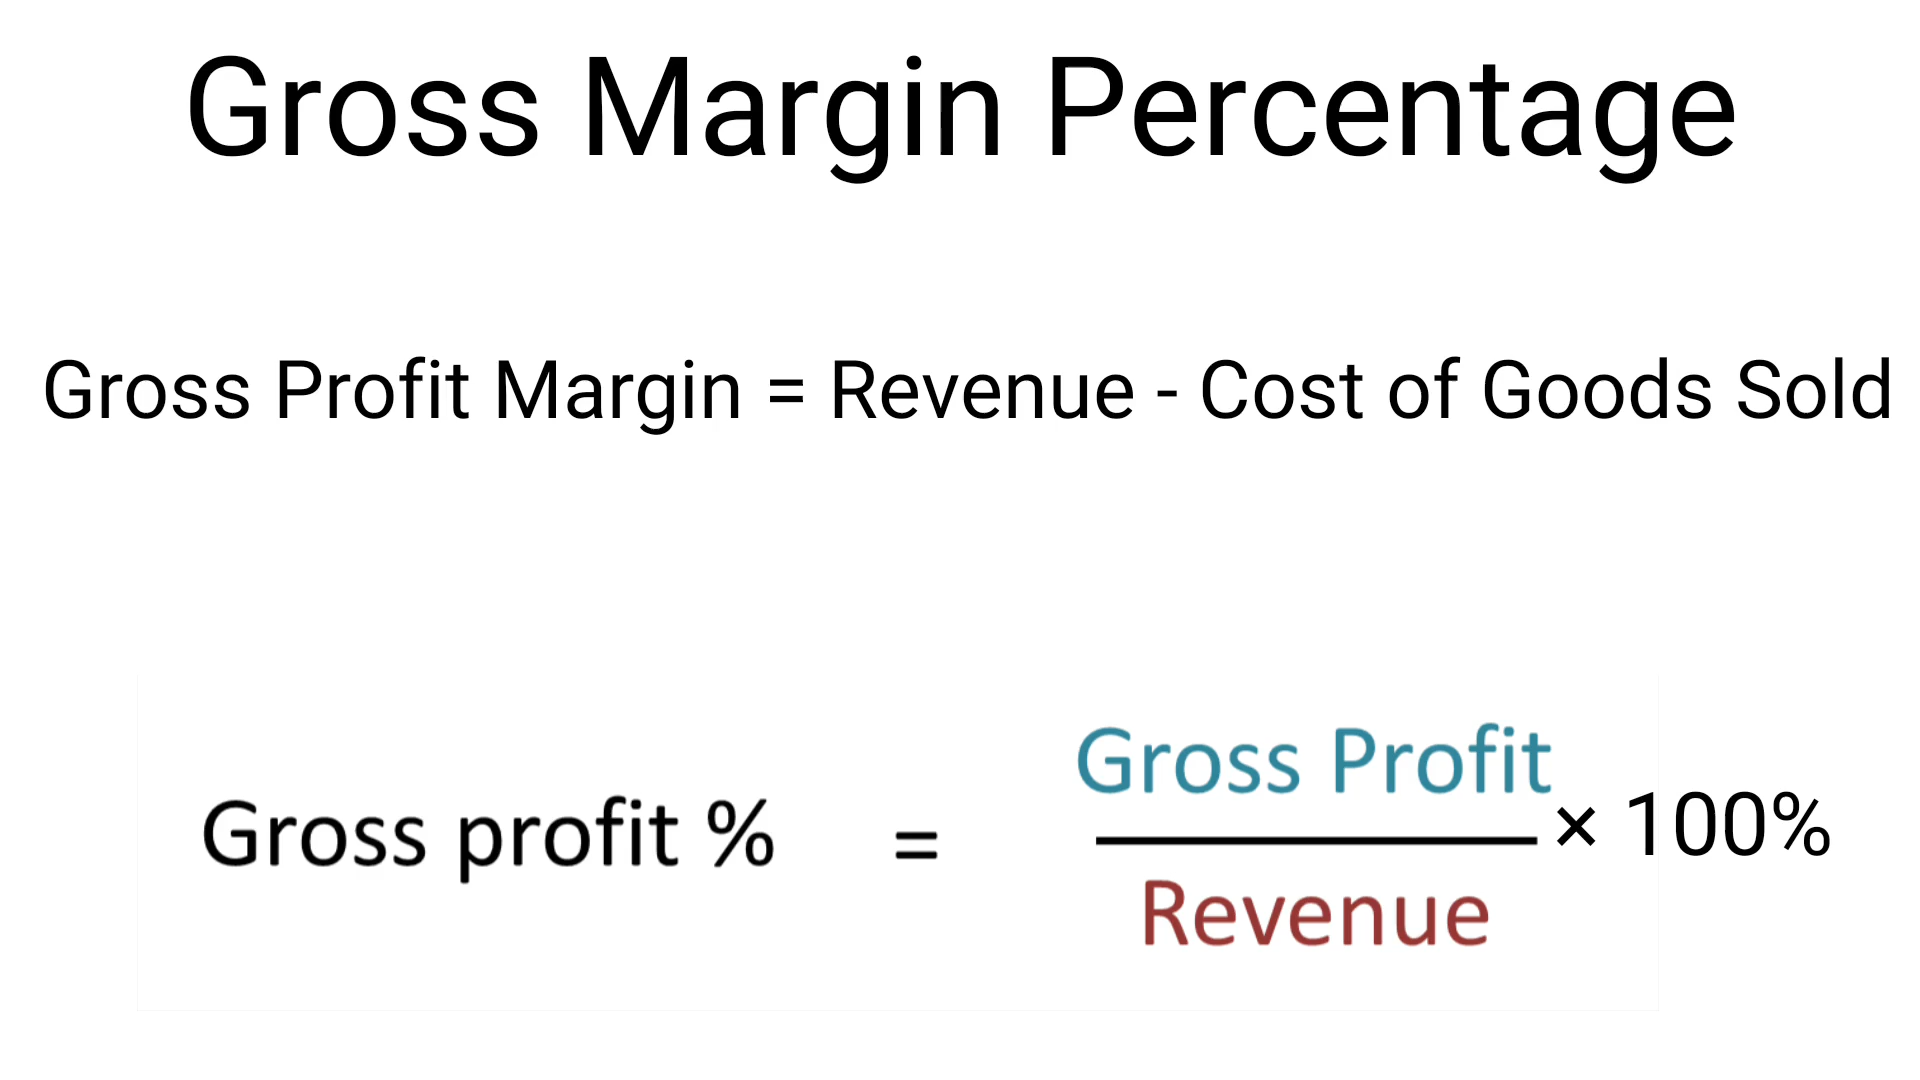 Gross Margin Percentage
Gross Profit Margin = Revenue - Cost of Goods Sold
Gross Profit
Gross profit % = × 100%
Revenue